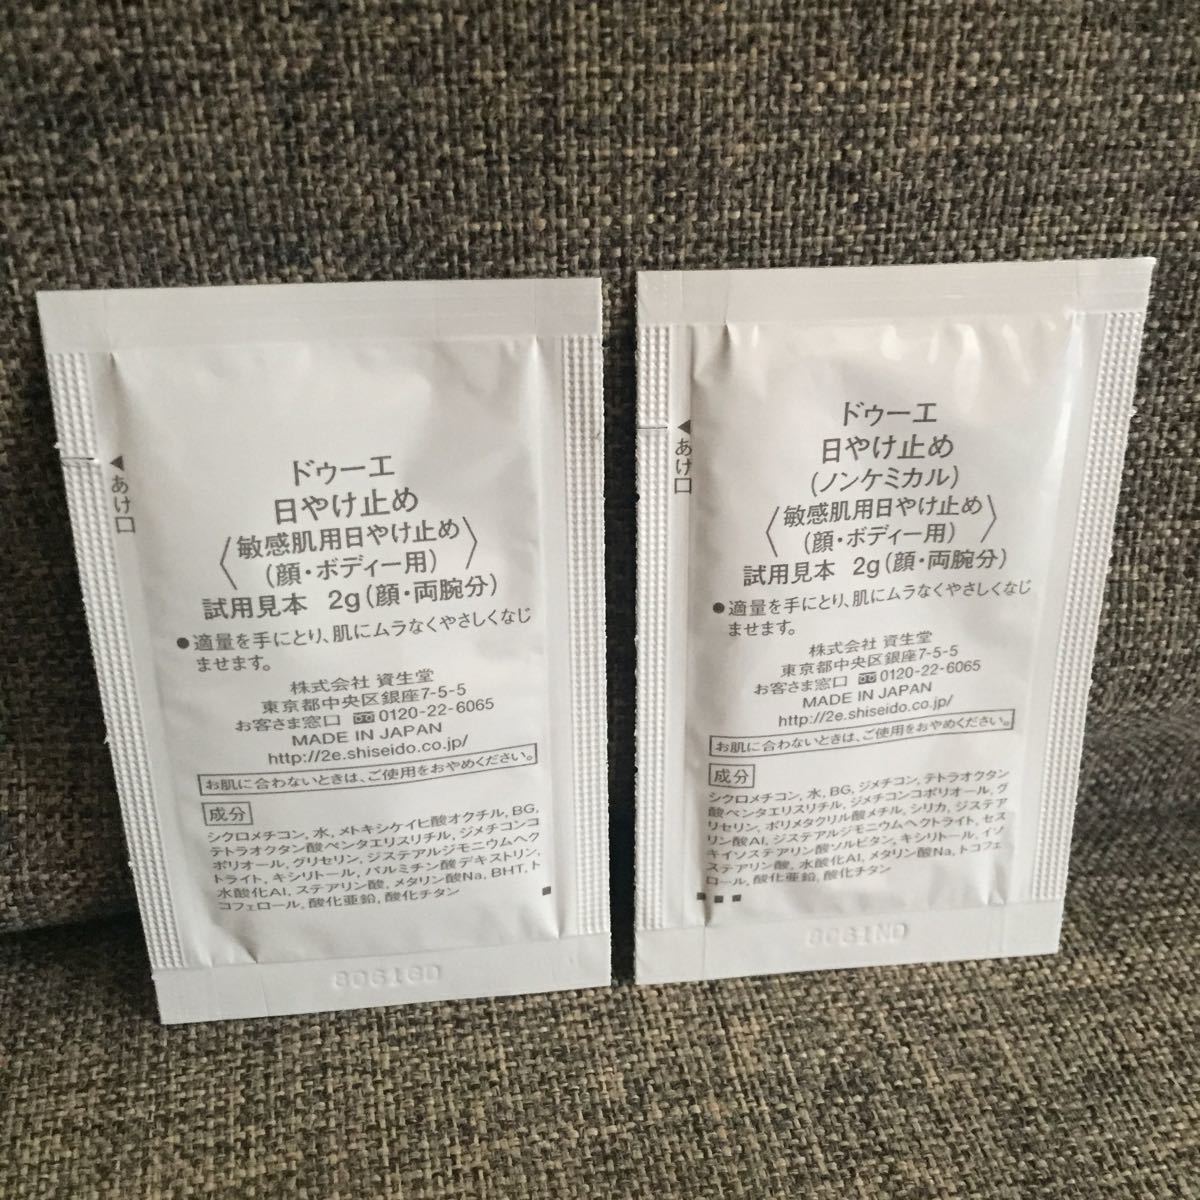 ◀あけ口
ドゥーエ
日やけ止め
〈敏感肌用日やけ止め
(顔・ボディー用)〉
試用見本 2g(顔・両腕分)
●適量を手にとり、肌にムラなくやさしくなじ
ませます。
株式会社 資生堂
東京都中央区銀座7-5-5
お客さま窓口 0120-22-6065
MADE IN JAPAN
http://2e.shiseido.co.jp/
お肌に合わないときは、ご使用をおやめください。
成分
シクロメチコン, 水, メトキシケイヒ酸オクチル, BG,
テトラオクタン酸ペンタエリスリチル, ジメチコンコ
ポリオール, グリセリン, ジステアルジモニウムヘク
トライト, キシリトール, パルミチン酸デキストリン,
水酸化Al, ステアリン酸, メタリン酸Na, BHT, ト
コフェロール, 酸化亜鉛, 酸化チタン
8061GD
◀あけ口
ドゥーエ
日やけ止め
(ノンケミカル)
〈敏感肌用日やけ止め
(顔・ボディー用)〉
試用見本 2g(顔・両腕分)
●適量を手にとり、肌にムラなくやさしくなじ
ませます。
株式会社 資生堂
東京都中央区銀座7-5-5
お客さま窓口 0120-22-6065
MADE IN JAPAN
http://2e.shiseido.co.jp/
お肌に合わないときは、ご使用をおやめください。
成分
シクロメチコン, 水, BG, ジメチコン, テトラオクタン
酸ペンタエリスリチル, ジメチコンコポリオール, グ
リセリン, ポリメタクリル酸メチル, シリカ, ジステア
リン酸Al, ジステアルジモニウムヘクトライト, セス
キイソステアリン酸ソルビタン, キシリトール, イソ
ステアリン酸, 水酸化Al, メタリン酸Na, トコフェ
ロール, 酸化亜鉛, 酸化チタン
8081ND